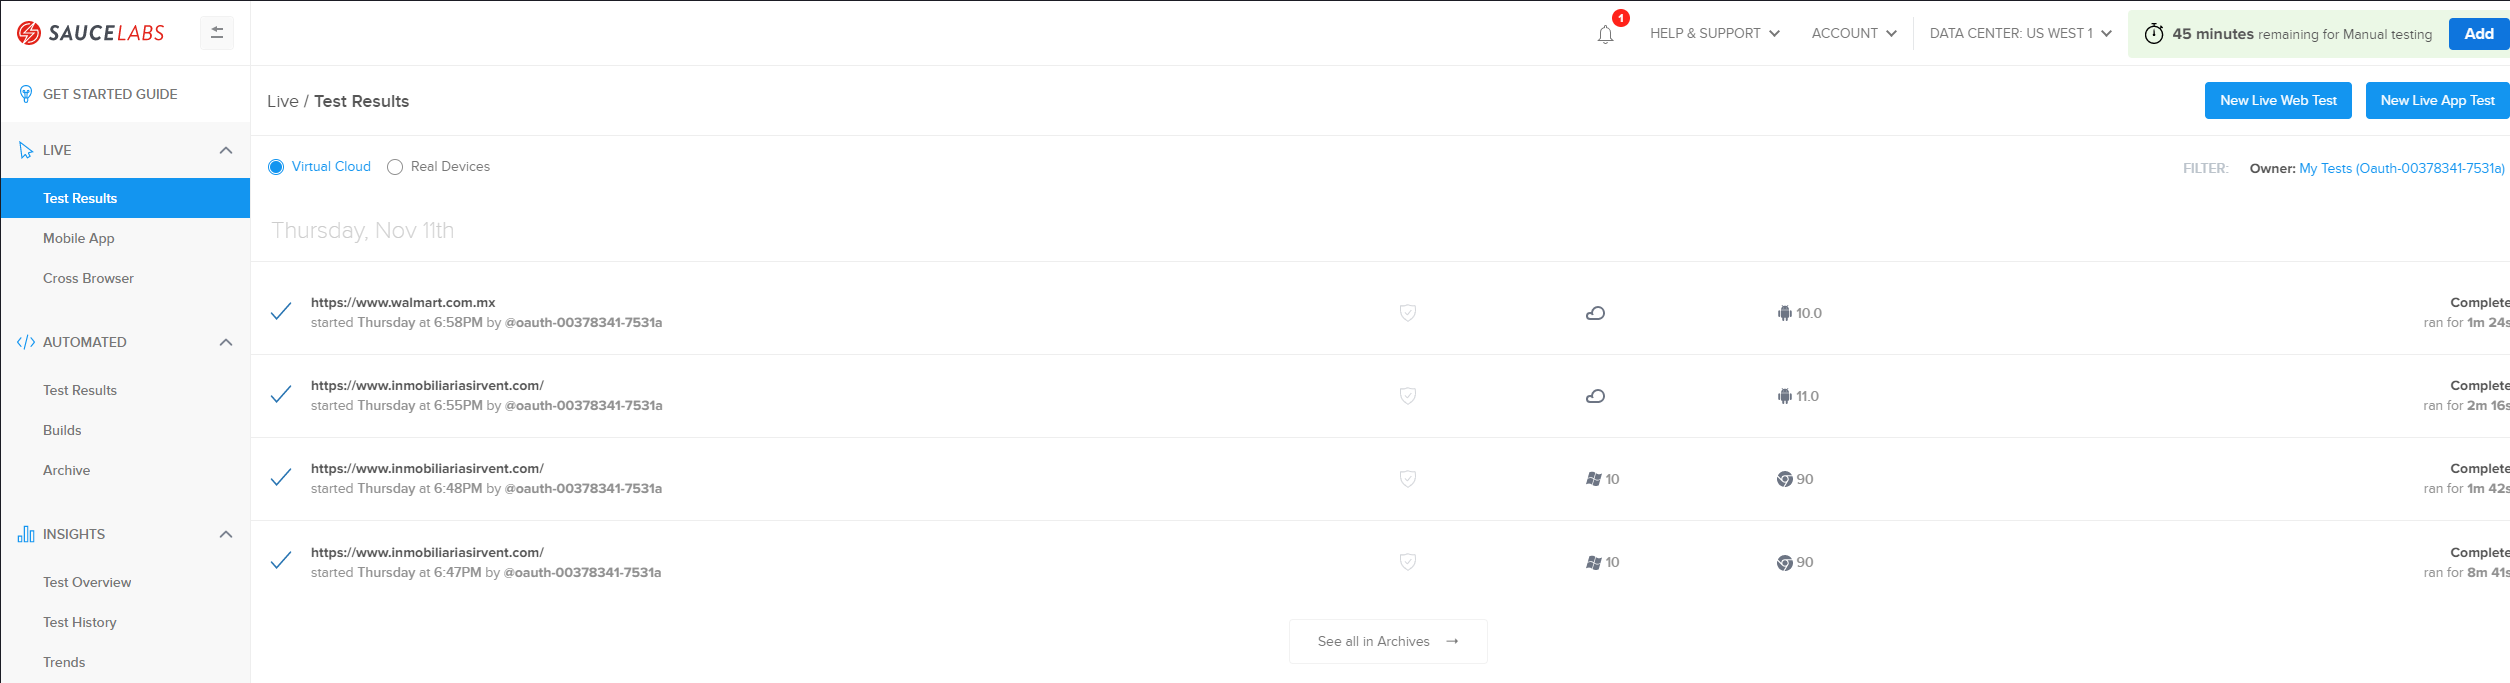 SAUCELABS
1
HELP & SUPPORT
ACCOUNT
DATA CENTER: US WEST 1
45 minutes remaining for Manual testing
Add
GET STARTED GUIDE
Live / Test Results
New Live Web Test
New Live App Test
LIVE
Virtual Cloud
Real Devices
FILTER:
Owner: My Tests (Oauth-00378341-7531a)
Test Results
Mobile App
Cross Browser
Thursday, Nov 11th
https://www.walmart.com.mx
started Thursday at 6:58PM by @oauth-00378341-7531a
10.0
Complete
ran for 1m 24s
AUTOMATED
Test Results
Builds
Archive
https://www.inmobiliariasirvent.com/
started Thursday at 6:55PM by @oauth-00378341-7531a
11.0
Complete
ran for 2m 16s
https://www.inmobiliariasirvent.com/
started Thursday at 6:48PM by @oauth-00378341-7531a
10
90
Complete
ran for 1m 42s
INSIGHTS
Test Overview
Test History
Trends
https://www.inmobiliariasirvent.com/
started Thursday at 6:47PM by @oauth-00378341-7531a
10
90
Complete
ran for 8m 41s
See all in Archives →